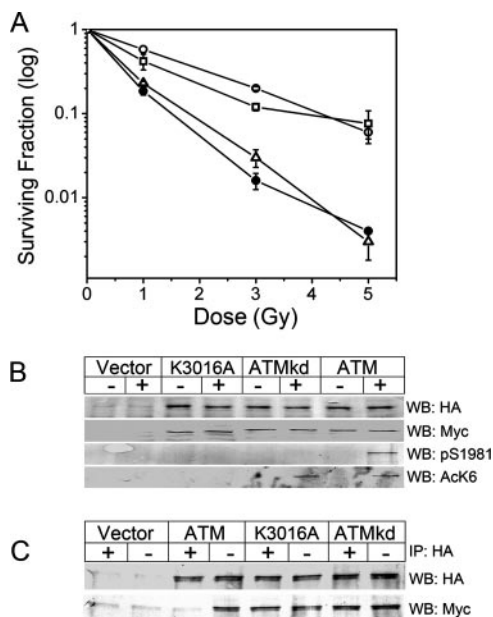 A
Surviving Fraction (log)
1
0.1
0.01
0 1 2 3 4 5
Dose (Gy)
B
Vector K3016A ATMkd ATM
- + - + - + - +
WB: HA
WB: Myc
WB: pS1981
WB: AcK6
C
Vector ATM K3016A ATMkd
+ - + - + - + - IP: HA
WB: HA
WB: Myc